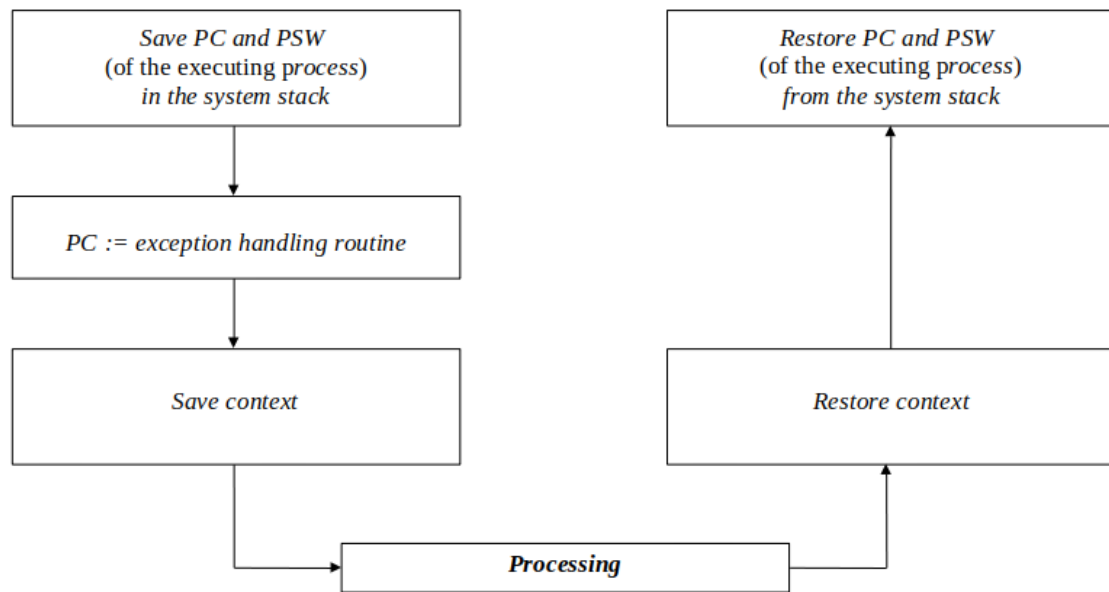 Save PC and PSW
(of the executing process)
in the system stack
PC := exception handling routine
Save context
Processing
Restore context
Restore PC and PSW
(of the executing process)
from the system stack